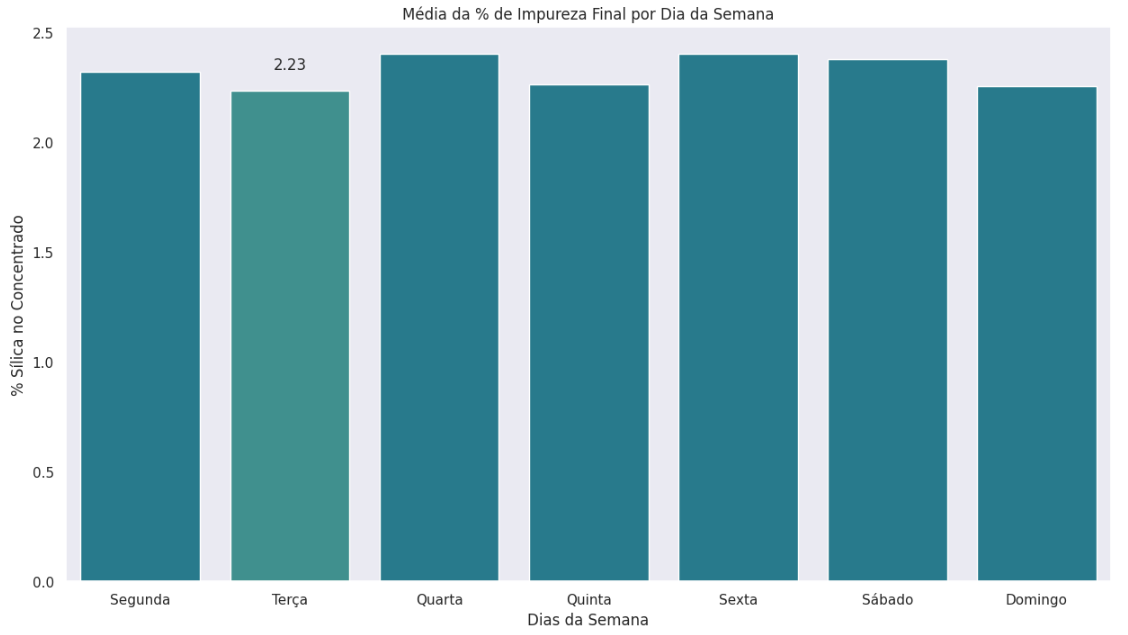 Média da % de Impureza Final por Dia da Semana
2.5
2.0
1.5
1.0
0.5
0.0
% Sílica no Concentrado
2.23
Segunda Terça Quarta Quinta Sexta Sábado Domingo
Dias da Semana